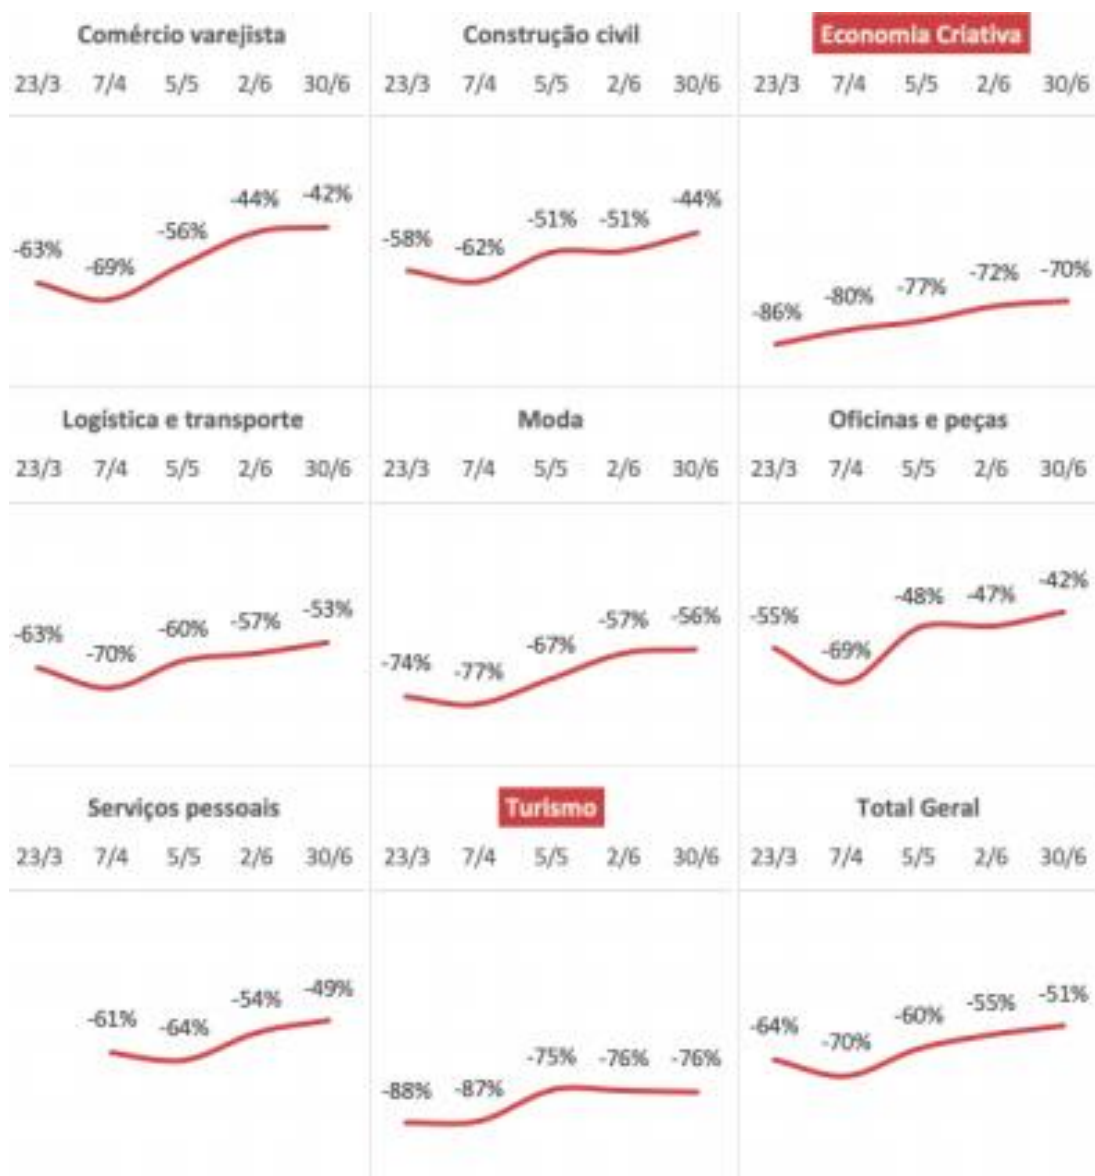 Comércio varejista
23/3 7/4 5/5 2/6 30/6
-63% -69% -56% -44% -42%
Construção civil
23/3 7/4 5/5 2/6 30/6
-58% -62% -51% -51% -44%
Economia Criativa
23/3 7/4 5/5 2/6 30/6
-86% -80% -77% -72% -70%
Logística e transporte
23/3 7/4 5/5 2/6 30/6
-63% -70% -60% -57% -53%
Moda
23/3 7/4 5/5 2/6 30/6
-74% -77% -67% -57% -56%
Oficinas e peças
23/3 7/4 5/5 2/6 30/6
-55% -69% -48% -47% -42%
Serviços pessoais
23/3 7/4 5/5 2/6 30/6
-61% -64% -54% -49%
Turismo
23/3 7/4 5/5 2/6 30/6
-88% -87% -75% -76% -76%
Total Geral
23/3 7/4 5/5 2/6 30/6
-64% -70% -60% -55% -51%